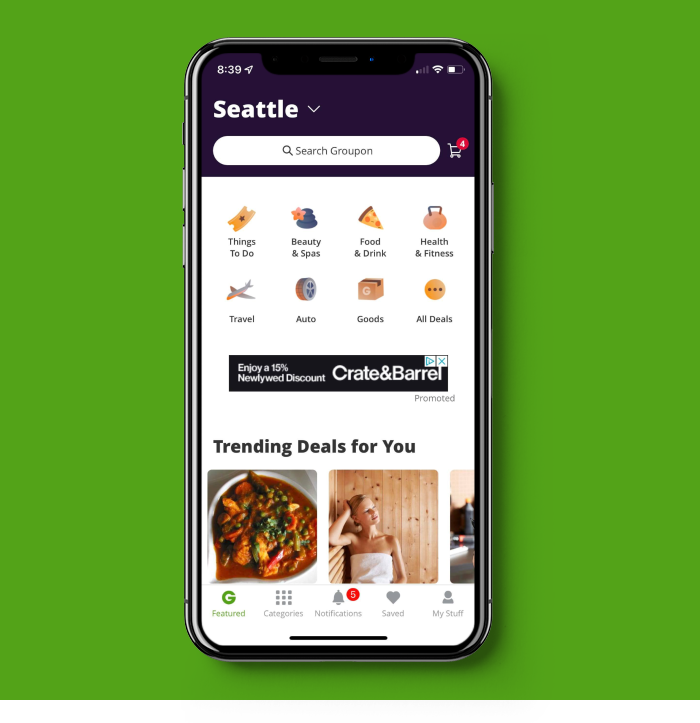 8:39
Seattle
Search Groupon
4
Things
To Do
Beauty
& Spas
Food
& Drink
Health
& Fitness
G
Travel
Auto
Goods
All Deals
Enjoy a 15%
Newlywed Discount
Crate&Barrel
Promoted
Trending Deals for You
G
5
Featured
Categories
Notifications
Saved
My Stuff